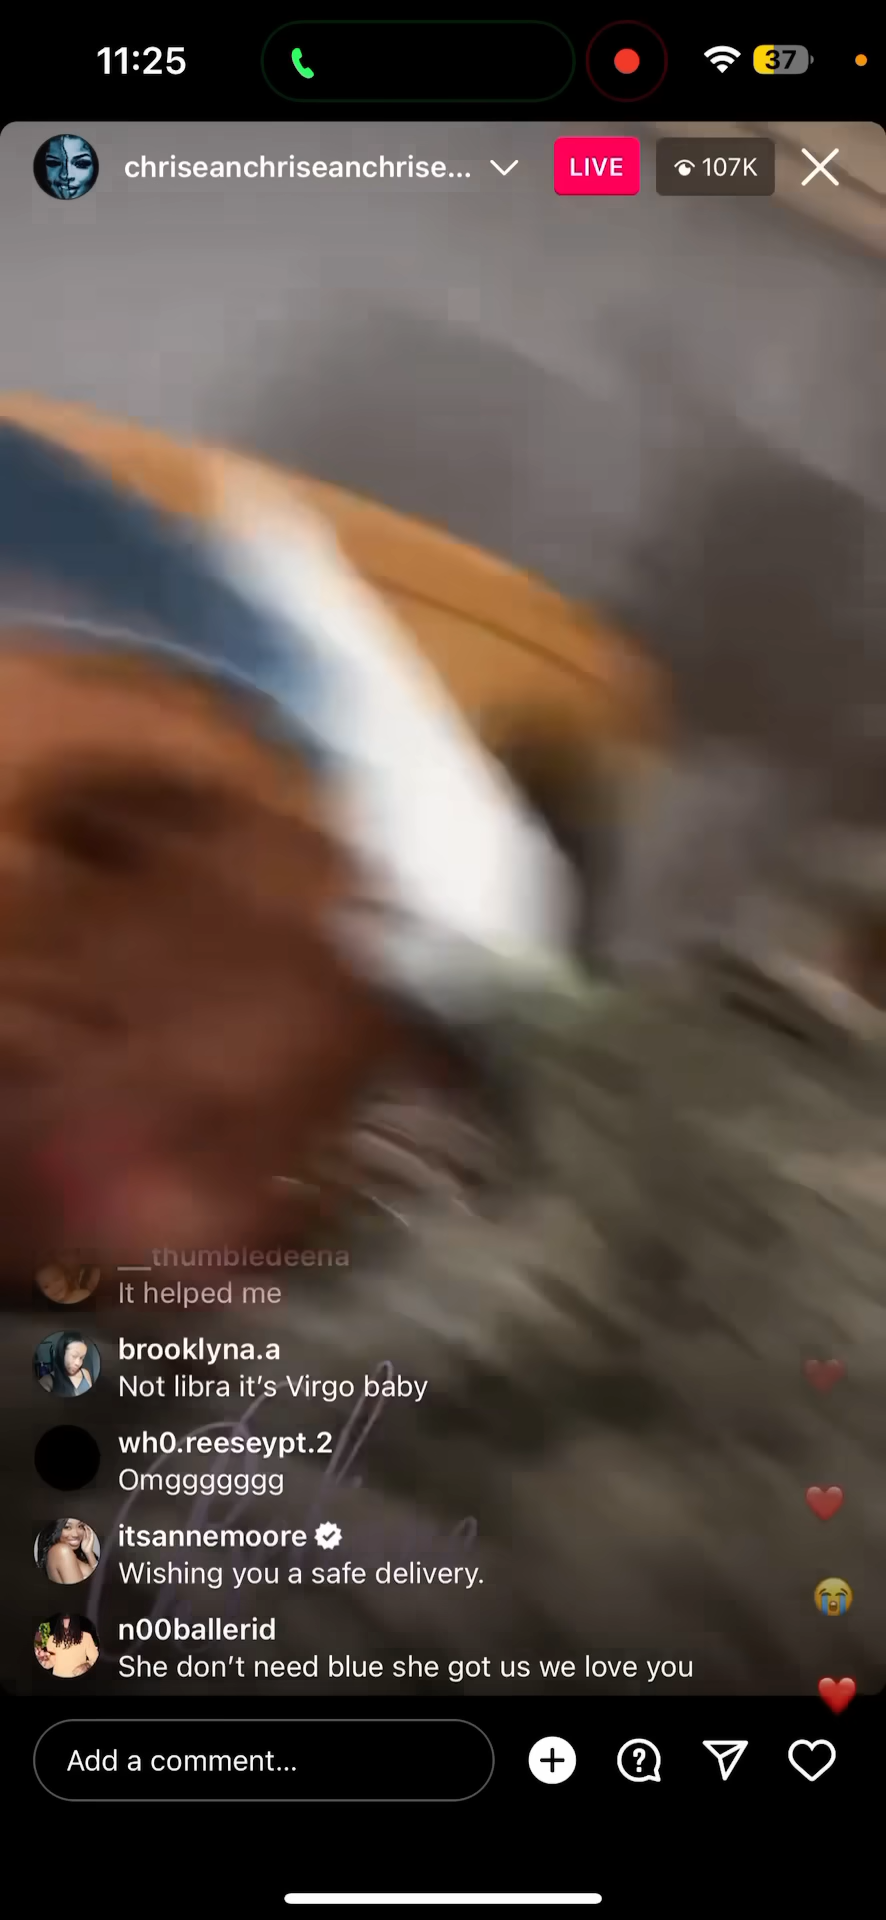 11:25
37
chriseanchriseanchrise...
LIVE
107K
__thumbledeena
It helped me
brooklyna.a
Not libra it's Virgo baby
wh0.reeseypt.2
Omggggggg
itsannemoore
Wishing you a safe delivery.
n00ballerid
She don't need blue she got us we love you
Add a comment...